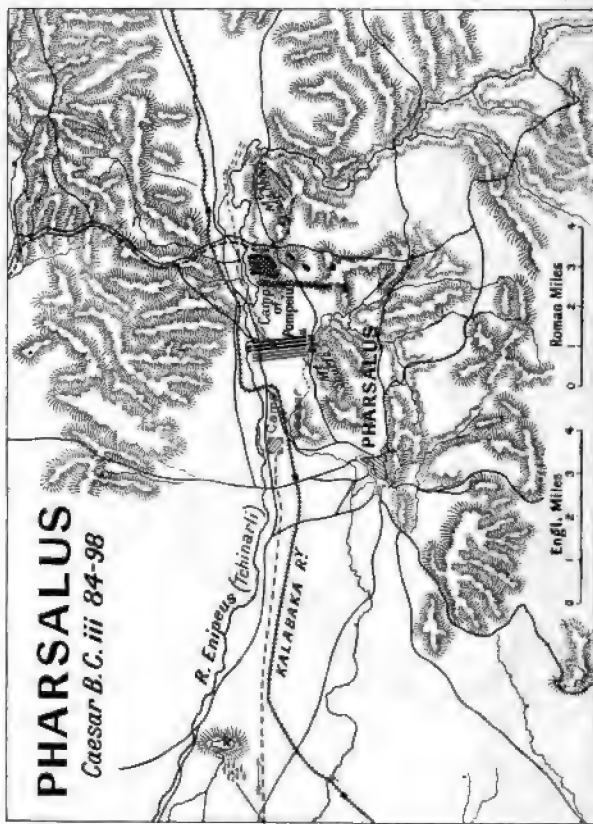 PHARSALUS
Caesar B.C. iii 84-98
R. Enipeus (Tchinarli)
KALABAKA RY.
Camp
Camp
of
Pompeius
PHARSALUS
Engl. Miles
0 1 2 3 4
Roman Miles
0 1 2 3 4